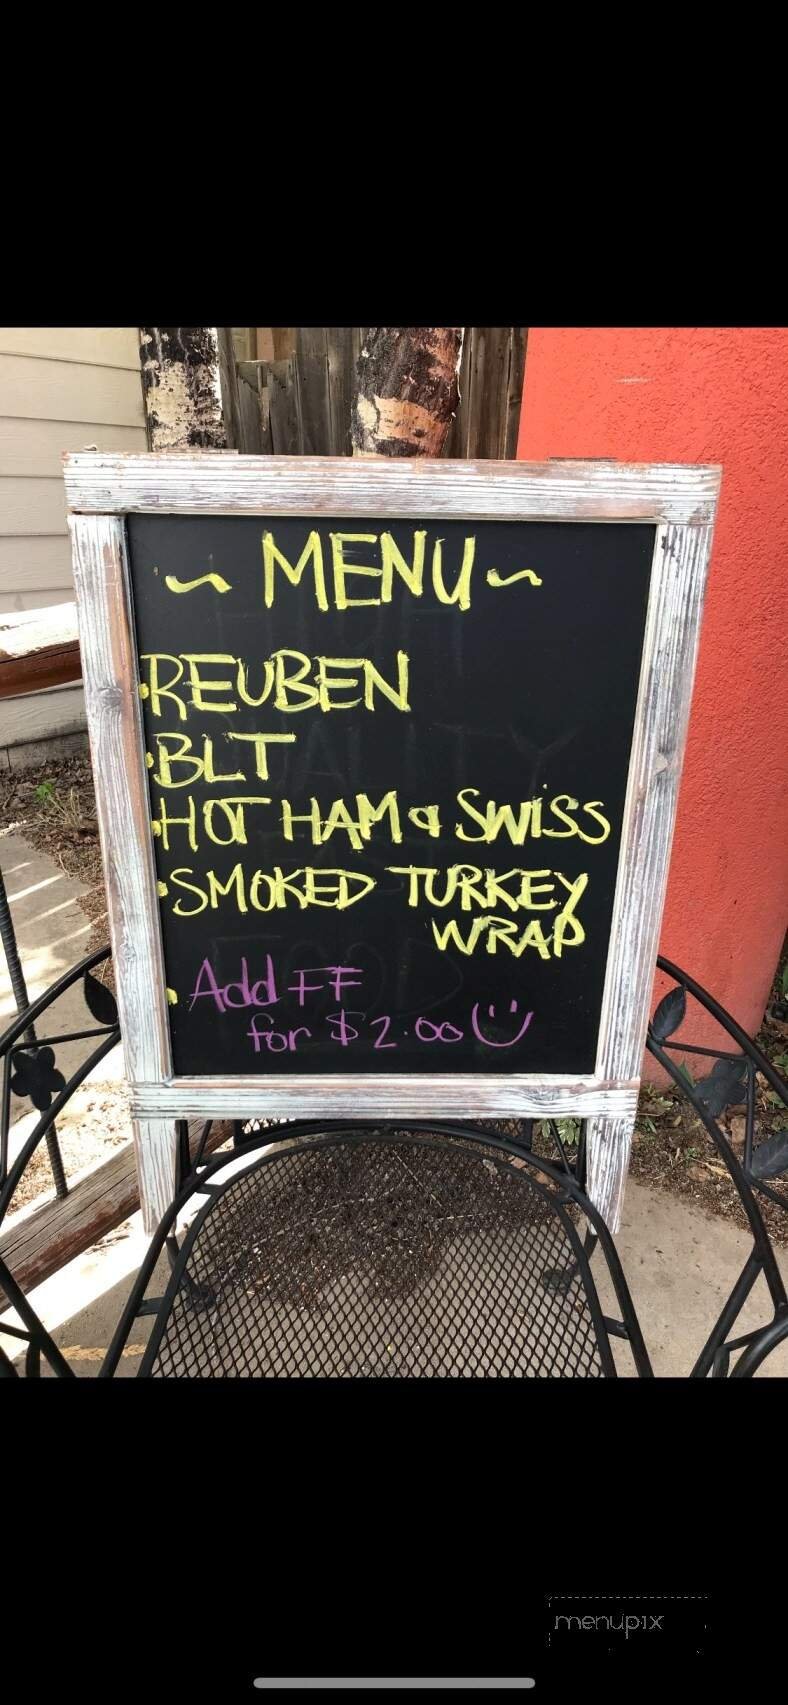 ~ MENU ~
• REUBEN
• BLT
• HOT HAM & SWISS
• SMOKED TURKEY
WRAP
• Add FF
for $2.00
menupix